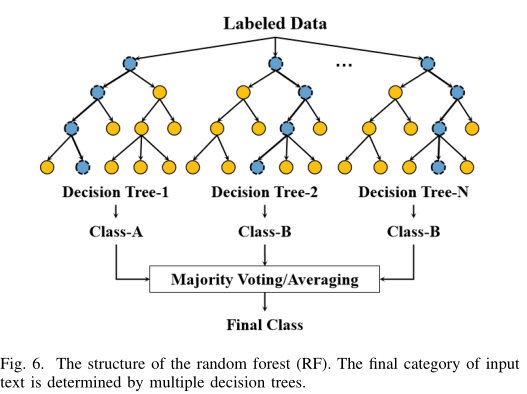 Labeled Data
...
Decision Tree-1 Decision Tree-2 Decision Tree-N
Class-A Class-B Class-B
Majority Voting/Averaging
Final Class
Fig. 6. The structure of the random forest (RF). The final category of input
text is determined by multiple decision trees.